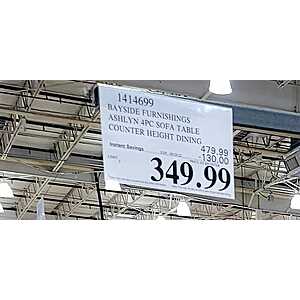 1414699
BAYSIDE FURNISHINGS
ASHLYN 4PC SOFA TABLE
COUNTER HEIGHT DINING
479.99
Instant Savings -130.00
349.99